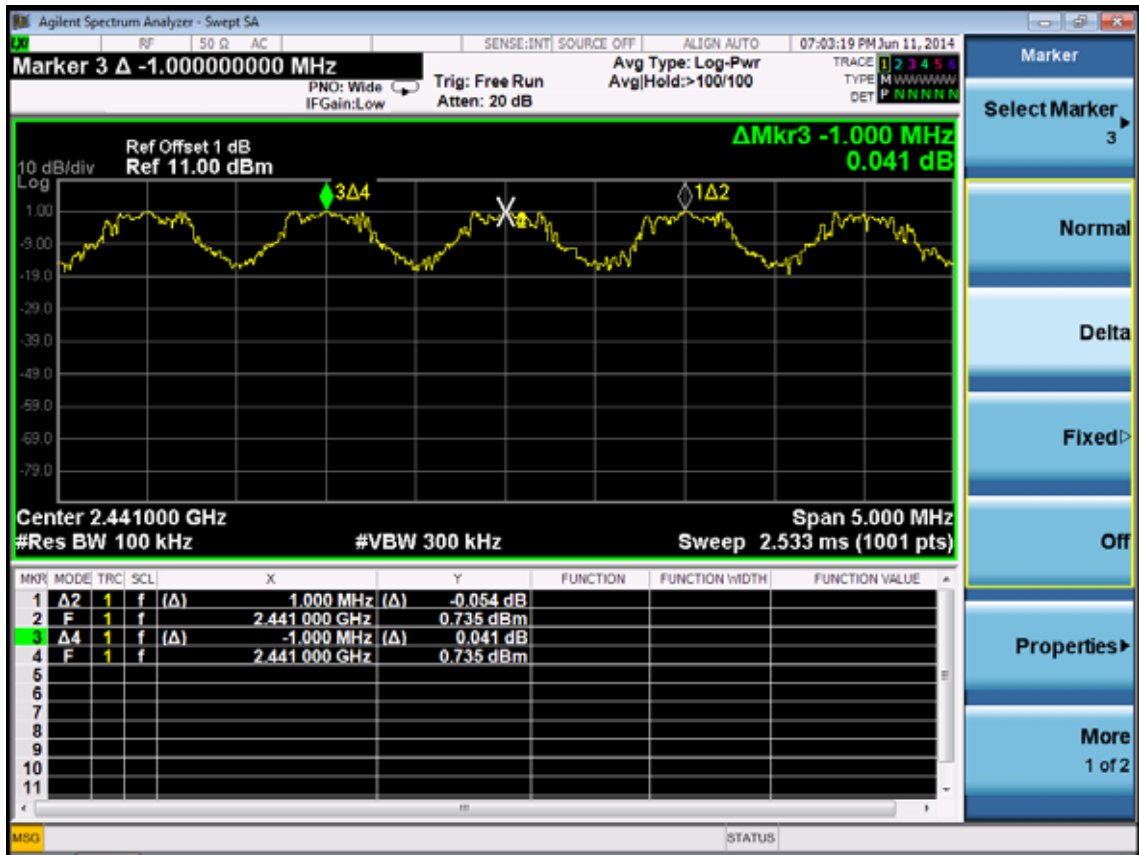 Agilent Spectrum Analyzer - Swept SA
LXI RF 50 Ω AC SENSE:INT SOURCE OFF ALIGN AUTO 07:03:19 PM Jun 11, 2014
Marker 3 Δ -1.000000000 MHz
PNO: Wide
IFGain:Low
Trig: Free Run
Atten: 20 dB
Avg Type: Log-Pwr
Avg|Hold:>100/100
TRACE 1 2 3 4 5 6
TYPE M WWWWW
DET P N N N N N
ΔMkr3 -1.000 MHz
0.041 dB
Ref Offset 1 dB
10 dB/div Ref 11.00 dBm
Log
3Δ4
1Δ2
1.00
-9.00
-19.0
-29.0
-39.0
-49.0
-59.0
-69.0
-79.0
Center 2.441000 GHz Span 5.000 MHz
#Res BW 100 kHz #VBW 300 kHz Sweep 2.533 ms (1001 pts)
MKR MODE TRC SCL X Y FUNCTION FUNCTION WIDTH FUNCTION VALUE
1 Δ2 1 f (Δ) 1.000 MHz (Δ) -0.054 dB
2 F 1 f 2.441 000 GHz 0.735 dBm
3 Δ4 1 f (Δ) -1.000 MHz (Δ) 0.041 dB
4 F 1 f 2.441 000 GHz 0.735 dBm
5
6
7
8
9
10
11
MSG STATUS
Marker
Select Marker
3
Normal
Delta
Fixed
Off
Properties
More
1 of 2